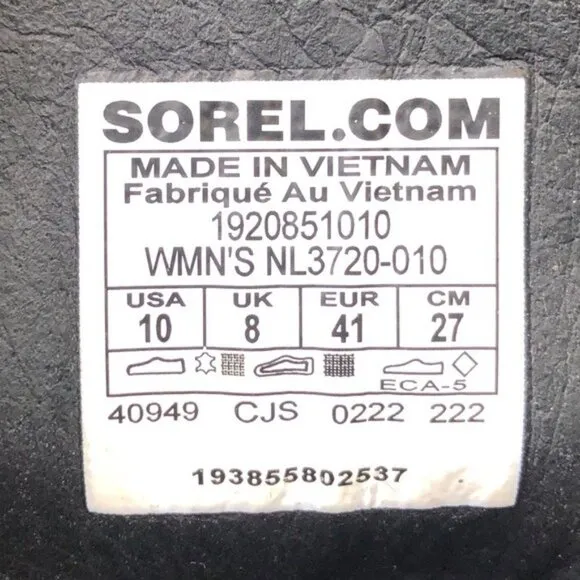 SOREL.COM
MADE IN VIETNAM
Fabriqué Au Vietnam
1920851010
WMN'S NL3720-010
USA UK EUR CM
10 8 41 27
ECA-5
40949 CJS 0222 222
193855802537